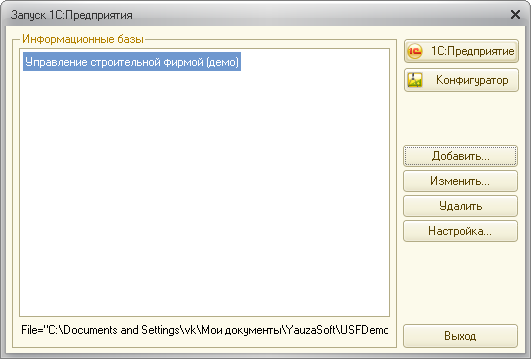 Запуск 1С:Предприятия
Информационные базы
Управление строительной фирмой (демо)
1С:Предприятие
Конфигуратор
Добавить...
Изменить...
Удалить
Настройка...
File="C:\Documents and Settings\vk\Мои документы\YauzaSoft\USFDemo
Выход